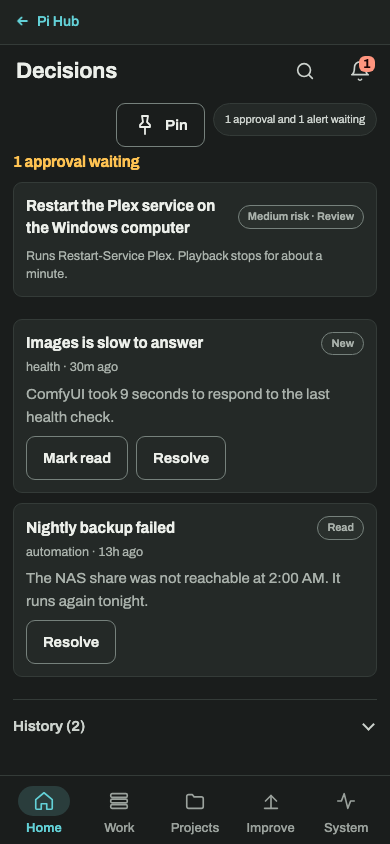 Pi Hub
Decisions
1
Pin
1 approval and 1 alert waiting
1 approval waiting
Restart the Plex service on
the Windows computer
Medium risk · Review
Runs Restart-Service Plex. Playback stops for about a
minute.
Images is slow to answer
New
health · 30m ago
ComfyUI took 9 seconds to respond to the last
health check.
Mark read
Resolve
Nightly backup failed
Read
automation · 13h ago
The NAS share was not reachable at 2:00 AM. It
runs again tonight.
Resolve
History (2)
Home
Work
Projects
Improve
System